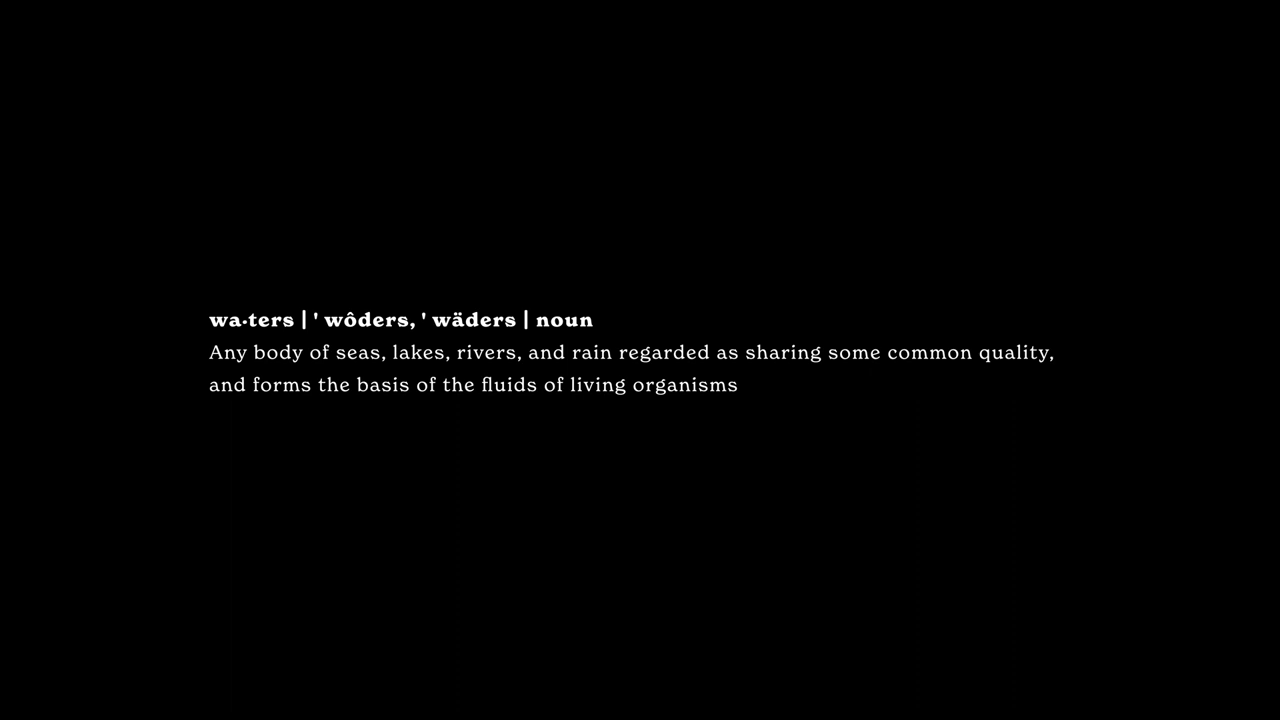 wa·ters | ' wôders, ' wäders | noun
Any body of seas, lakes, rivers, and rain regarded as sharing some common quality,
and forms the basis of the fluids of living organisms